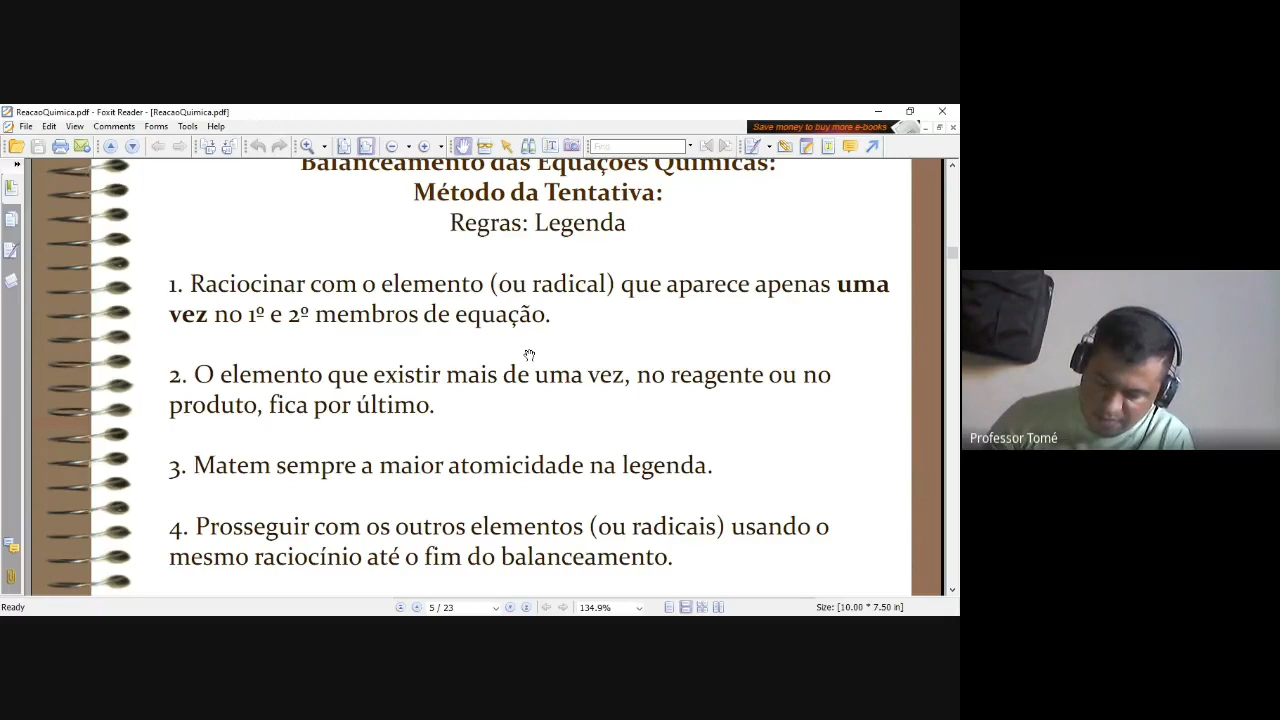 ReacaoQuimica.pdf - Foxit Reader - [ReacaoQuimica.pdf]
File Edit View Comments Forms Tools Help
Save money to buy more e-books
Find
Balanceamento das Equações Químicas:
Método da Tentativa:
Regras: Legenda
1. Raciocinar com o elemento (ou radical) que aparece apenas uma
vez no 1º e 2º membros de equação.
2. O elemento que existir mais de uma vez, no reagente ou no
produto, fica por último.
3. Matem sempre a maior atomicidade na legenda.
4. Prosseguir com os outros elementos (ou radicais) usando o
mesmo raciocínio até o fim do balanceamento.
Professor Tomé
Ready
5 / 23
134.9%
Size: [10.00 * 7.50 in]